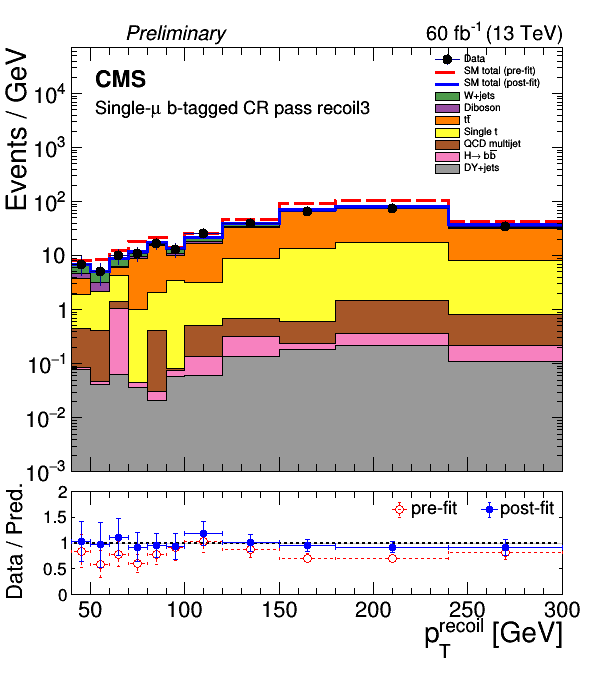 Preliminary 60 fb⁻¹ (13 TeV)
CMS
Single-μ b-tagged CR pass recoil3
Data
SM total (pre-fit)
SM total (post-fit)
W+jets
Diboson
tt̅
Single t
QCD multijet
H→ bb̅
DY+jets
Events / GeV
10⁴
10³
10²
10
1
10⁻¹
10⁻²
10⁻³
Data / Pred.
2
1.5
1
0.5
0
pre-fit post-fit
50 100 150 200 250 300
p_T^recoil [GeV]